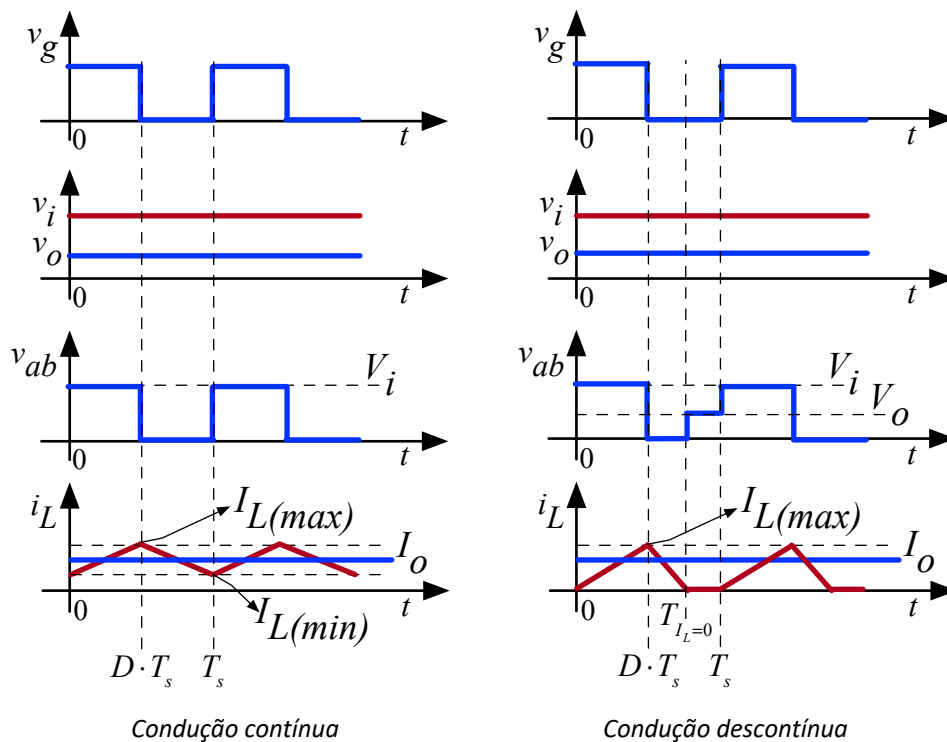 v_g
0
t
v_i
v_o
0
t
v_ab
V_i
0
t
i_L
I_L(max)
I_o
0
I_L(min)
t
D · T_s
T_s
Condução contínua
v_g
0
t
v_i
v_o
0
t
v_ab
V_i
V_o
0
t
i_L
I_L(max)
I_o
0
T_{I_L=0}
t
D · T_s
T_s
Condução descontínua